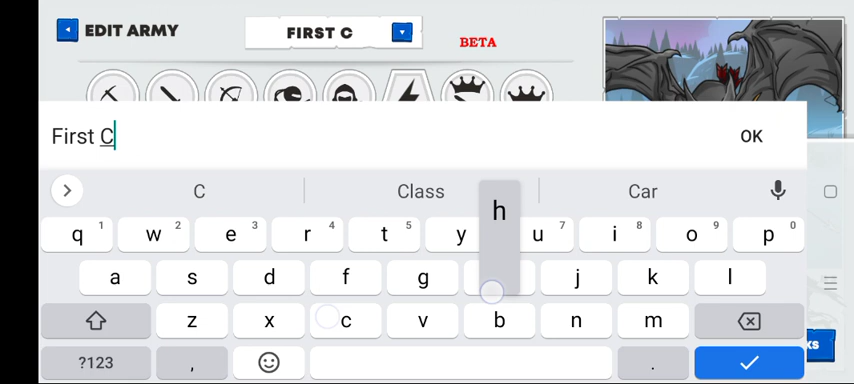 EDIT ARMY
FIRST C
BETA
First C
OK
C Class Car
h
q 1 w 2 e 3 r 4 t 5 y u 7 i 8 o 9 p 0
a s d f g j k l
z x c v b n m
?123 , .
KS